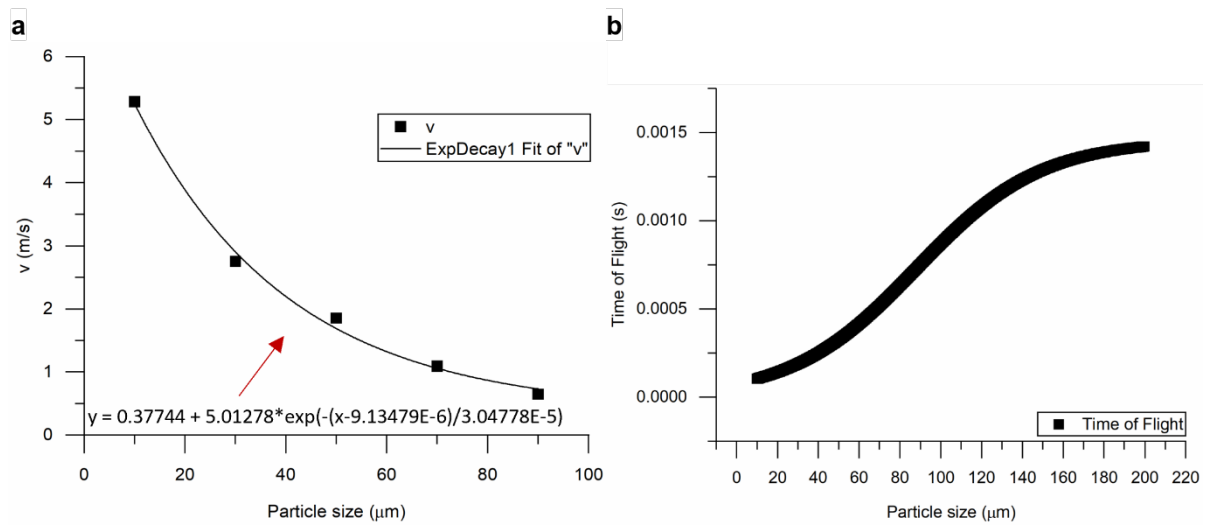 a
6
5
4
3
2
1
0
v (m/s)
v
ExpDecay1 Fit of "v"
y = 0.37744 + 5.01278*exp(-(x-9.13479E-6)/3.04778E-5)
0 20 40 60 80 100
Particle size (μm)
b
0.0015
0.0010
0.0005
0.0000
Time of Flight (s)
Time of Flight
0 20 40 60 80 100 120 140 160 180 200 220
Particle size (μm)